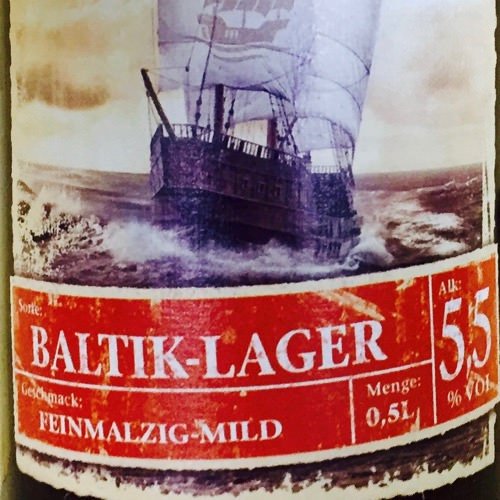 Sorte:
BALTIK-LAGER
Alk:
5,5
% VOL
Geschmack:
FEINMALZIG-MILD
Menge:
0,5L